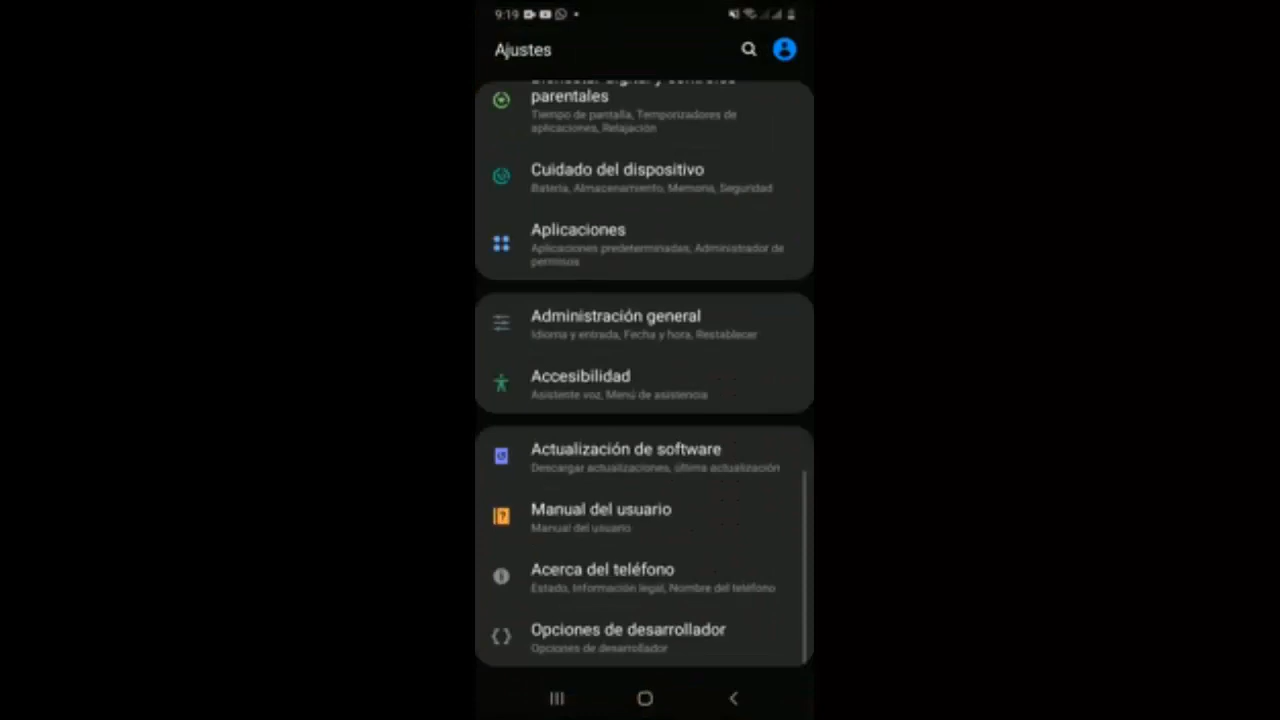 9:19
Ajustes
Bienestar digital y controles
parentales
Tiempo de pantalla, Temporizadores de
aplicaciones, Relajación
Cuidado del dispositivo
Batería, Almacenamiento, Memoria, Seguridad
Aplicaciones
Aplicaciones predeterminadas, Administrador de
permisos
Administración general
Idioma y entrada, Fecha y hora, Restablecer
Accesibilidad
Asistente voz, Menú de asistencia
Actualización de software
Descargar actualizaciones, última actualización
Manual del usuario
Manual del usuario
Acerca del teléfono
Estado, Información legal, Nombre del teléfono
Opciones de desarrollador
Opciones de desarrollador